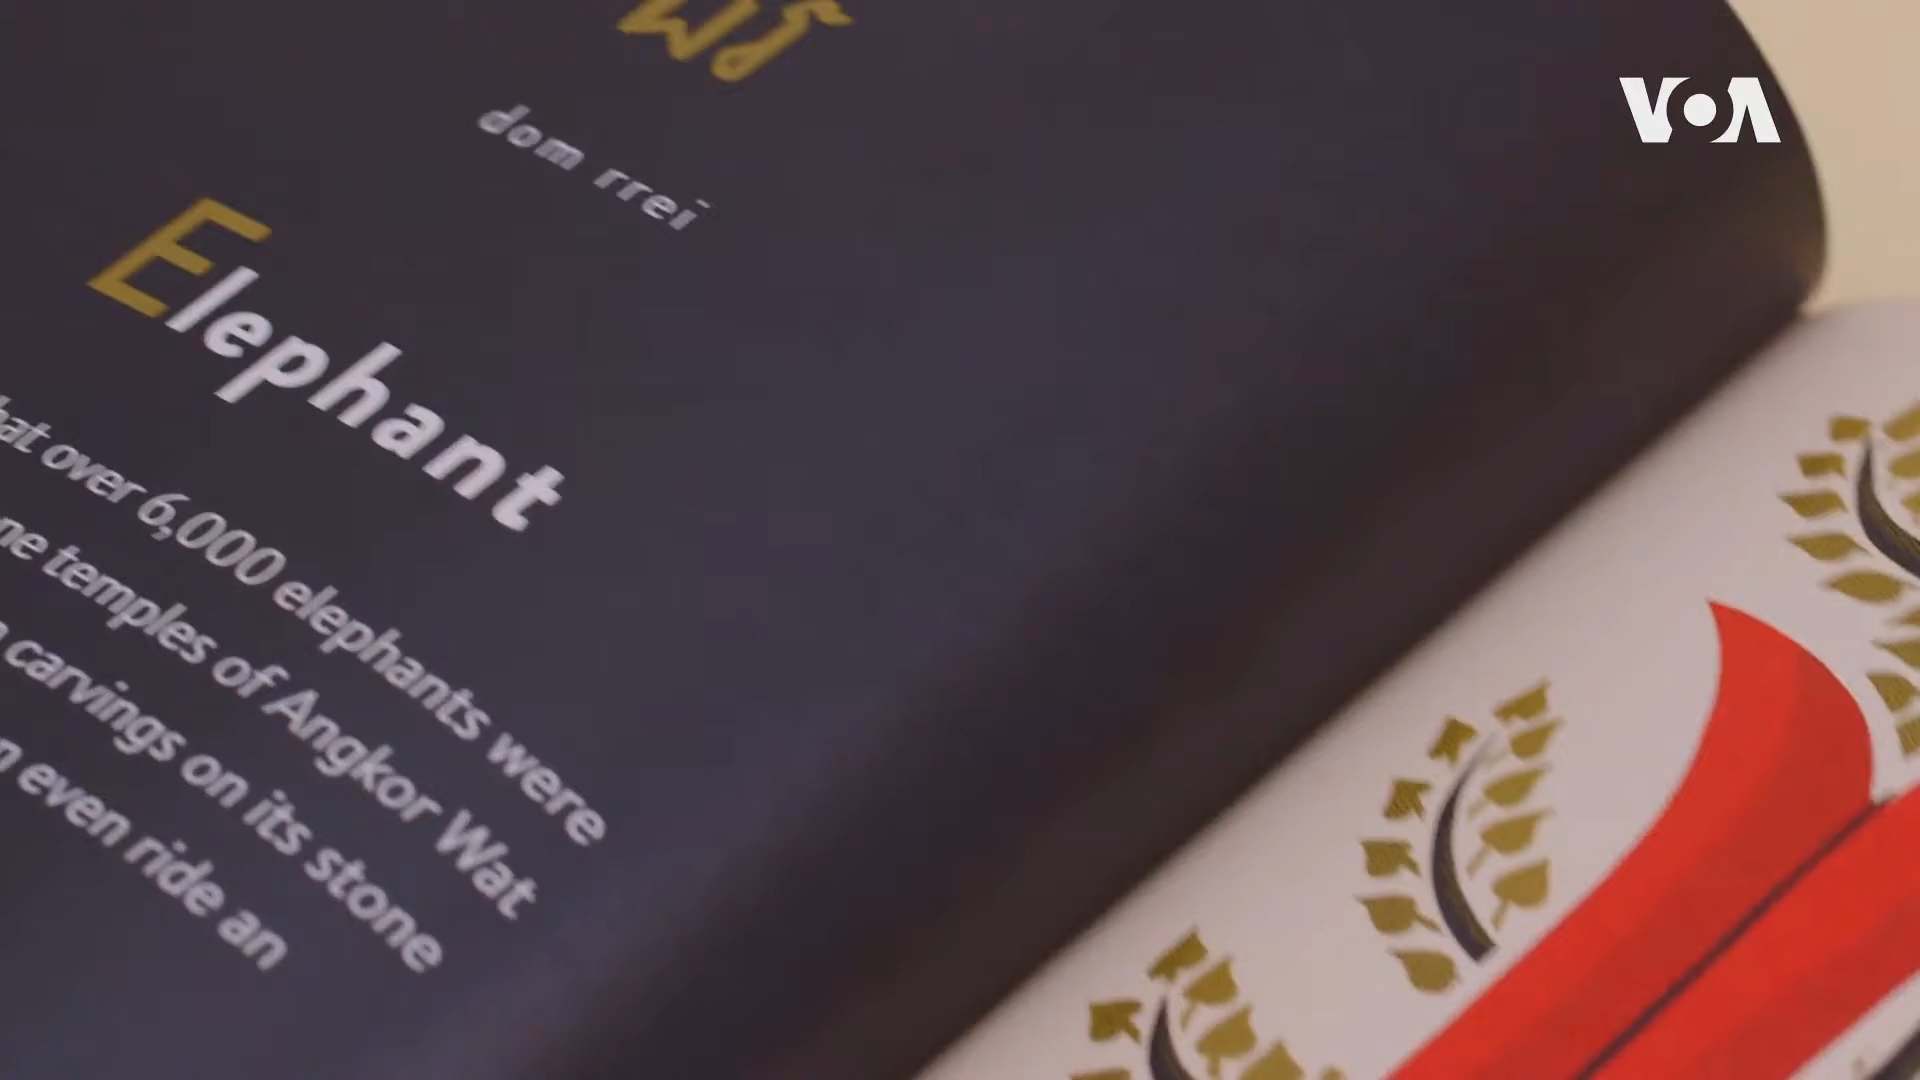 VOA
dom rrei
Elephant
over 6,000 elephants were
temples of Angkor Wat
carvings on its stone
even ride an